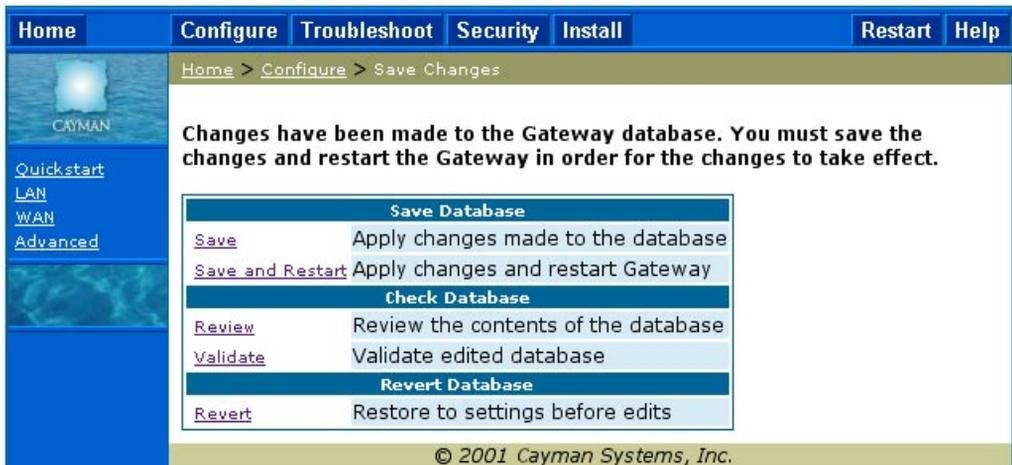 Home Configure Troubleshoot Security Install Restart Help
Home > Configure > Save Changes
CAYMAN
Quickstart
LAN
WAN
Advanced
Changes have been made to the Gateway database. You must save the
changes and restart the Gateway in order for the changes to take effect.
Save Database
Save Apply changes made to the database
Save and Restart Apply changes and restart Gateway
Check Database
Review Review the contents of the database
Validate Validate edited database
Revert Database
Revert Restore to settings before edits
© 2001 Cayman Systems, Inc.